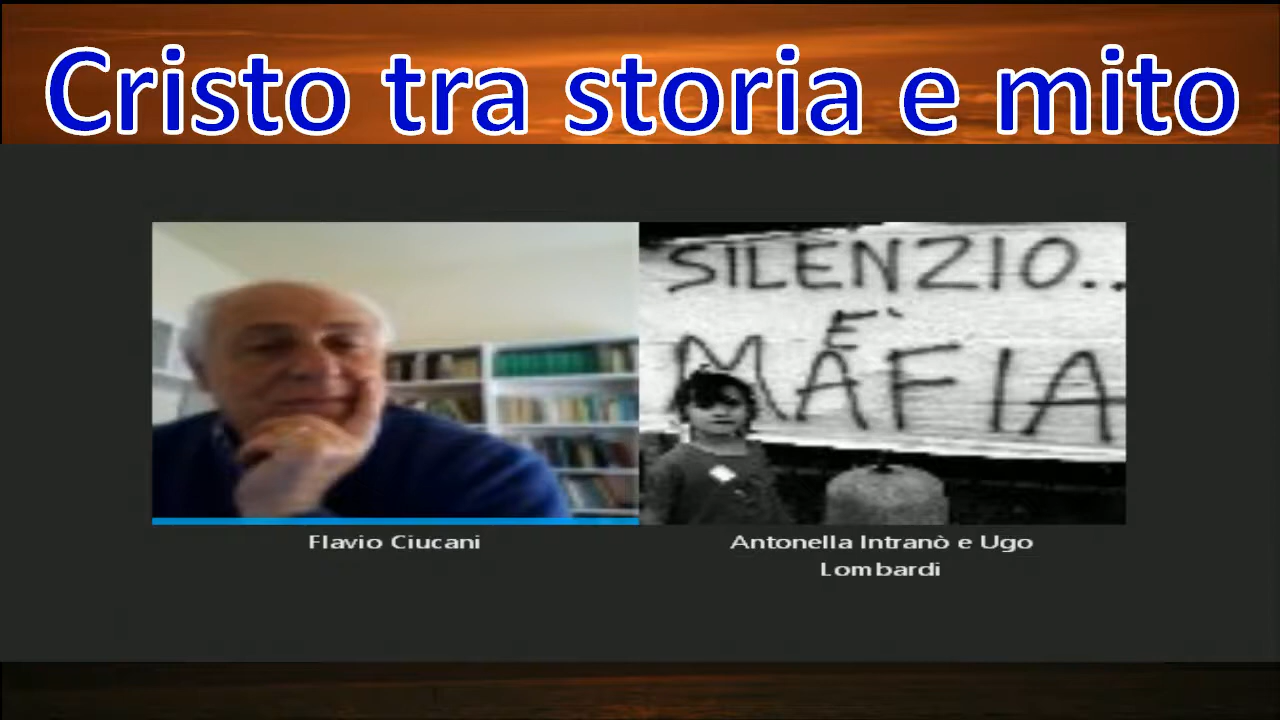 Cristo tra storia e mito
SILENZIO..
E'
MAFIA
Flavio Ciucani
Antonella Intranò e Ugo
Lombardi